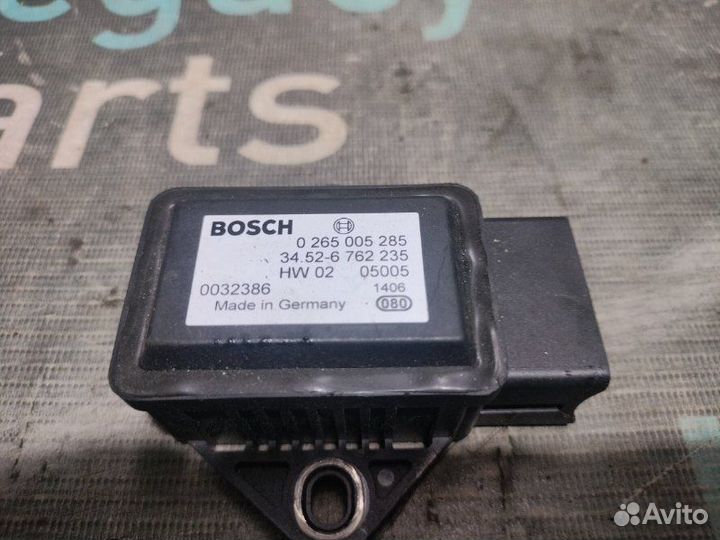 egacy
arts
BOSCH
0 265 005 285
34.52-6 762 235
HW 02 05005
0032386 1406
Made in Germany 080
Avito